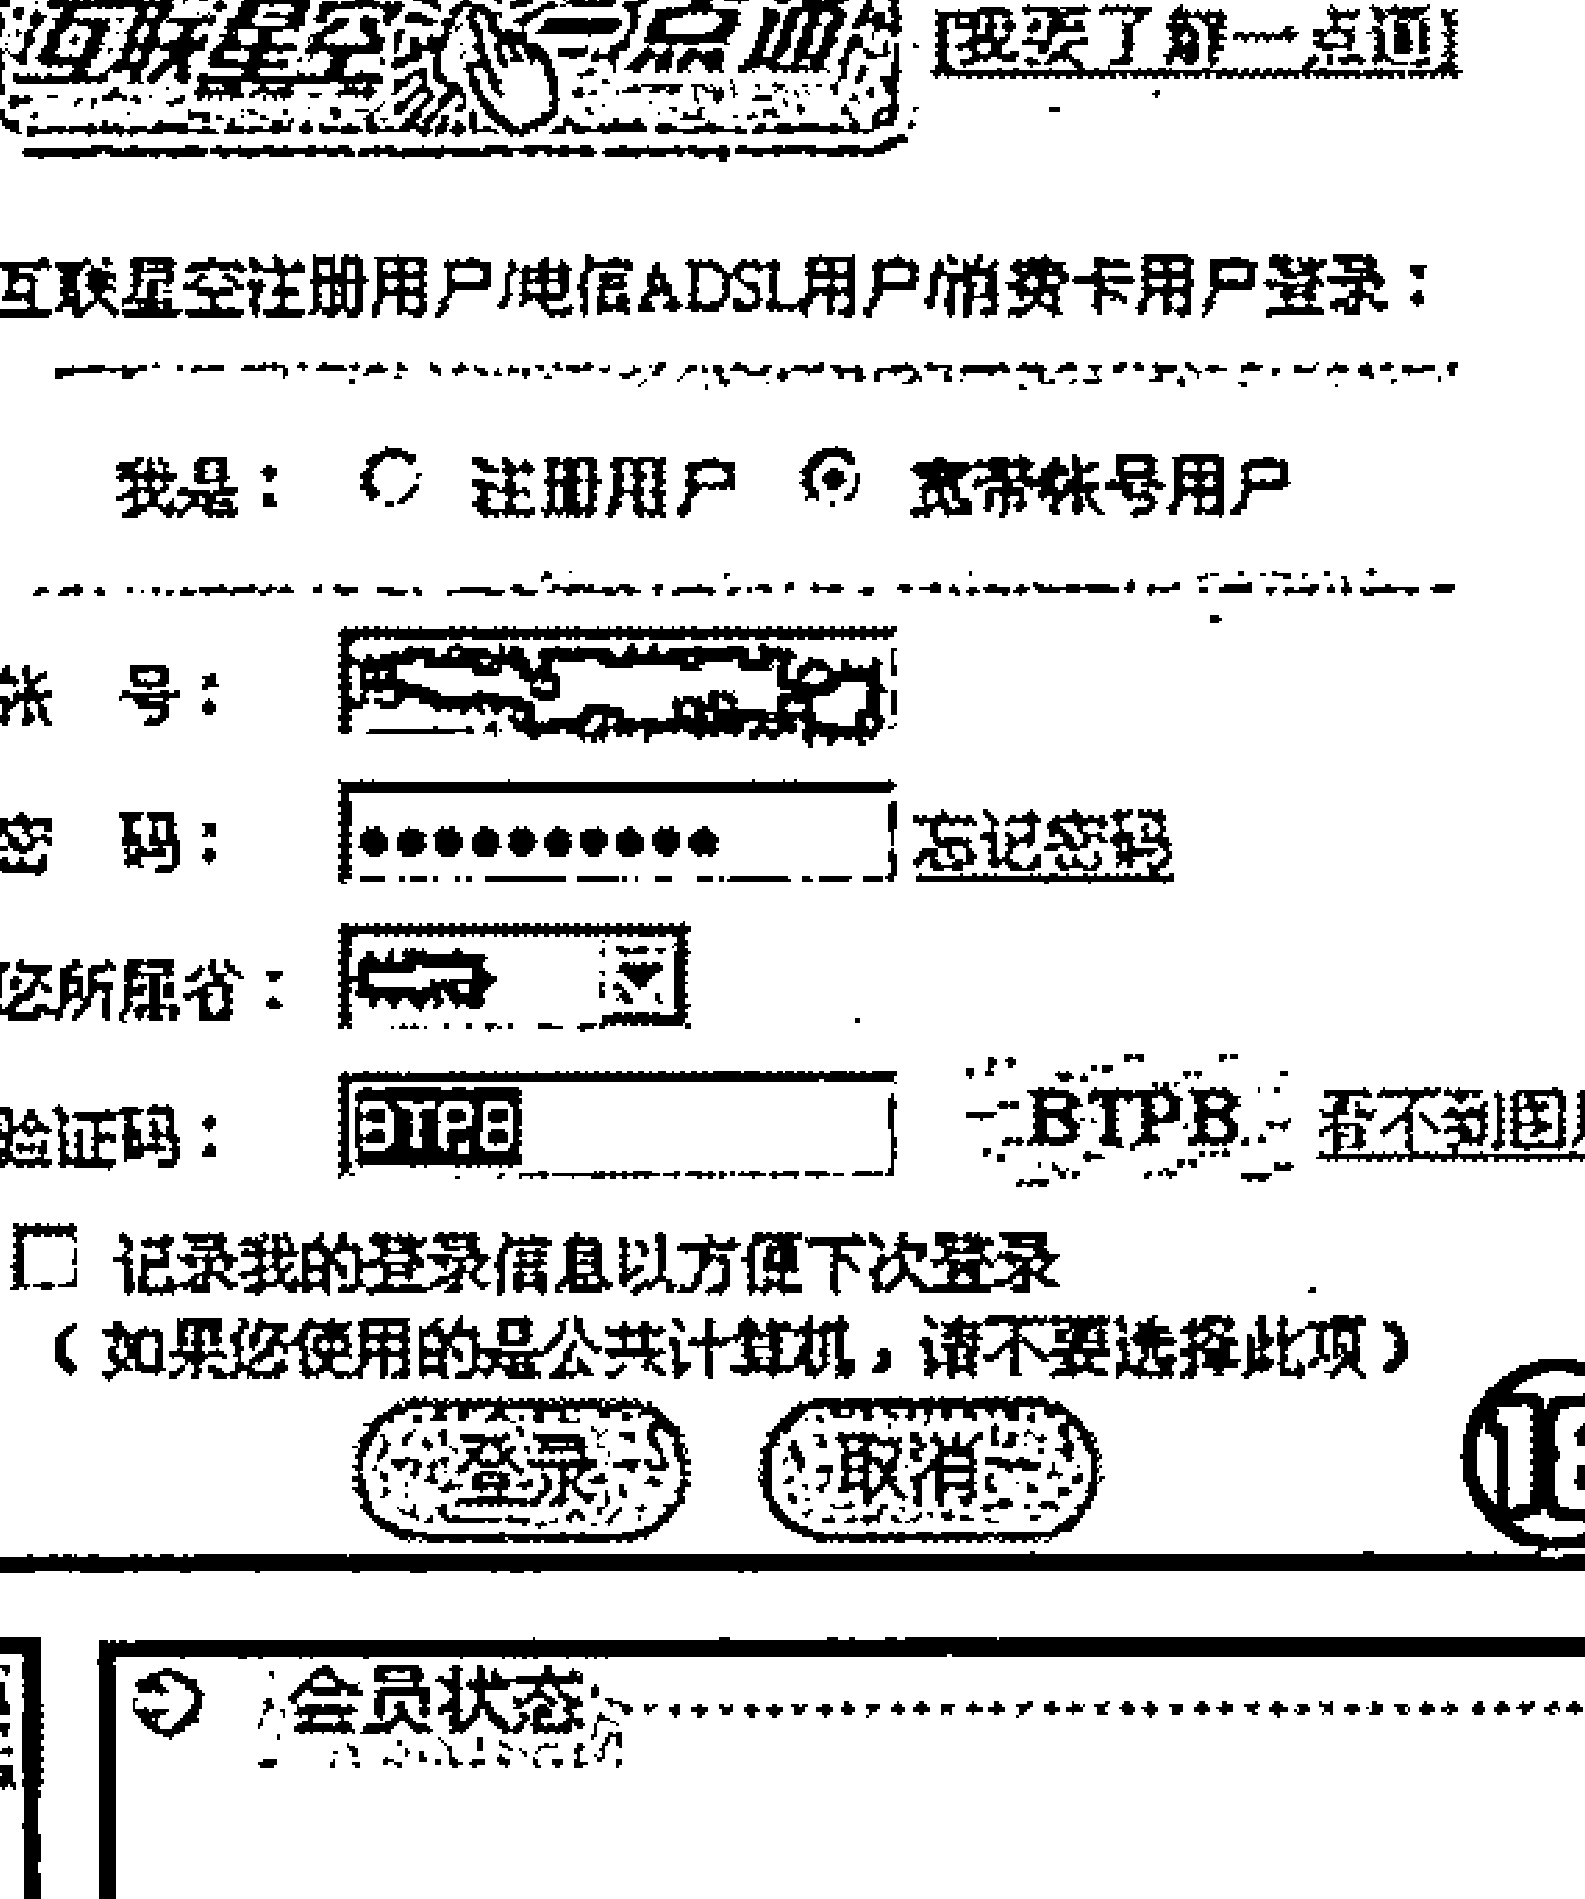 互联星空 一点通 我要了解一点通
互联星空注册用户/电信ADSL用户/消费卡用户登录：
我是： 注册用户 宽带帐号用户
帐 号：
密 码： ●●●●●●●●●● 忘记密码
您所属省：
验证码： BTPB BTPB 看不到图片
记录我的登录信息以方便下次登录
（如果您使用的是公共计算机，请不要选择此项）
登录 取消
会员状态